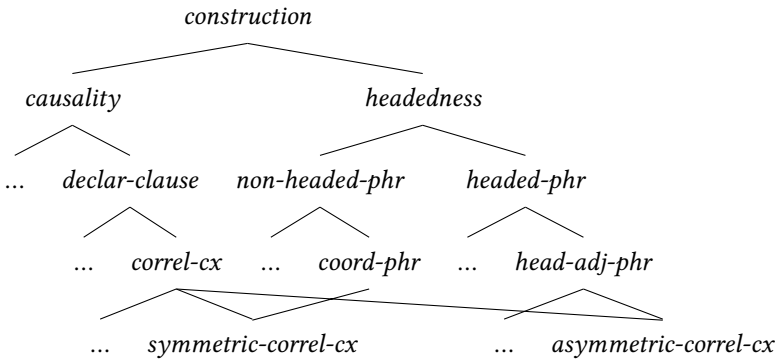 construction
causality headedness
... declar-clause non-headed-phr headed-phr
... correl-cx ... coord-phr ... head-adj-phr
... symmetric-correl-cx ... asymmetric-correl-cx